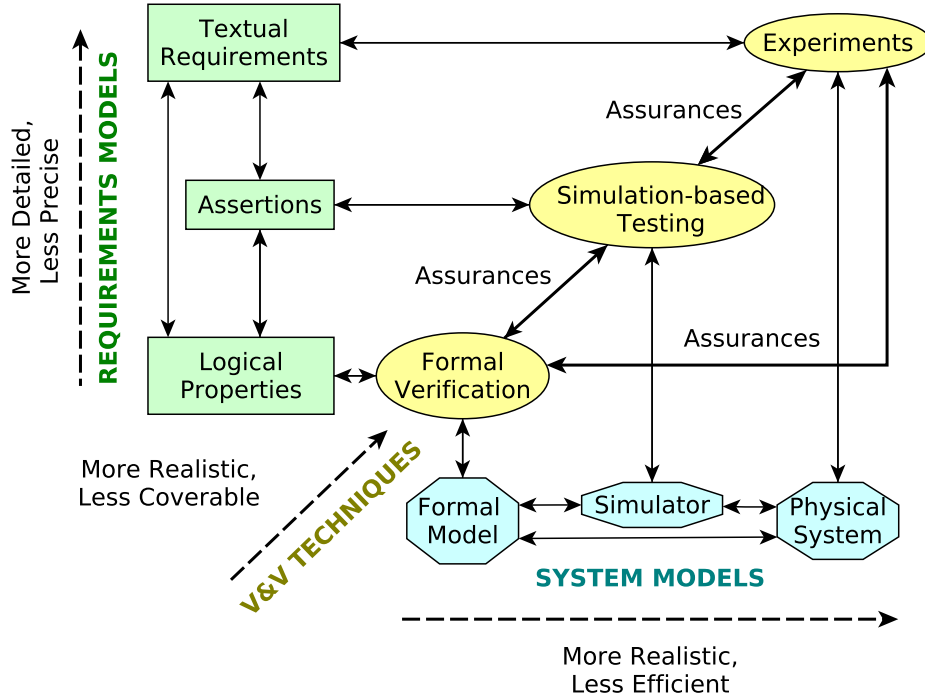 Textual
Requirements
Experiments
Assurances
More Detailed,
Less Precise
REQUIREMENTS MODELS
Assertions
Simulation-based
Testing
Assurances
Assurances
Logical
Properties
Formal
Verification
More Realistic,
Less Coverable
V&V TECHNIQUES
Formal
Model
Simulator
Physical
System
SYSTEM MODELS
More Realistic,
Less Efficient